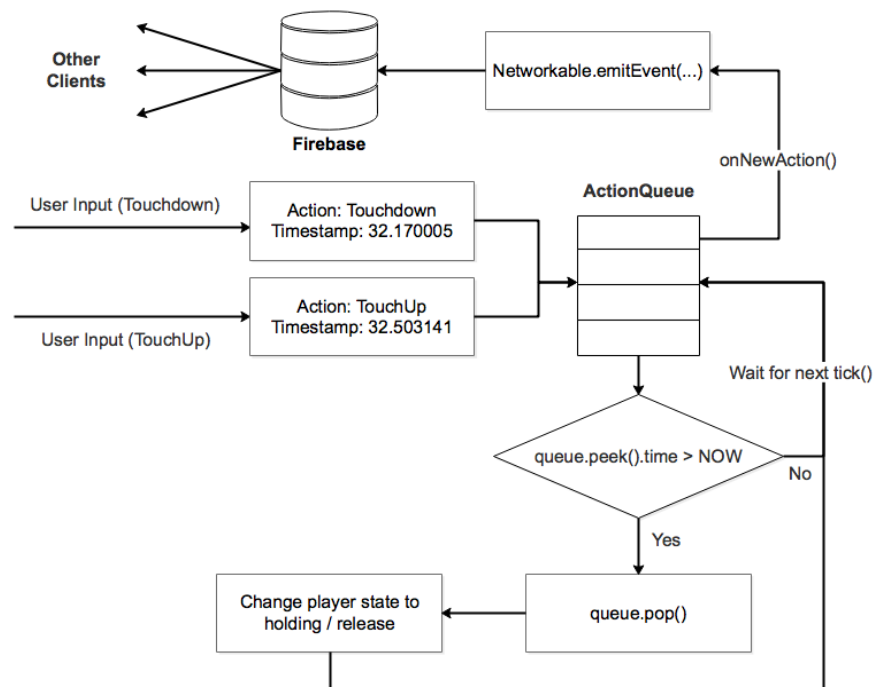 Other
Clients
Firebase
Networkable.emitEvent(...)
onNewAction()
ActionQueue
User Input (Touchdown)
Action: Touchdown
Timestamp: 32.170005
User Input (TouchUp)
Action: TouchUp
Timestamp: 32.503141
Wait for next tick()
queue.peek().time > NOW
No
Yes
queue.pop()
Change player state to
holding / release